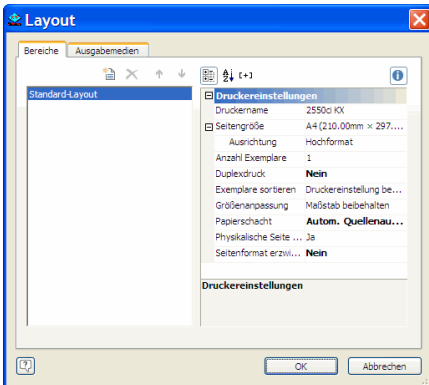 Layout
Bereiche Ausgabemedien
Standard-Layout
Druckereinstellungen
Druckername 2550ci KX
Seitengröße A4 (210.00mm × 297....
Ausrichtung Hochformat
Anzahl Exemplare 1
Duplexdruck Nein
Exemplare sortieren Druckereinstellung be...
Größenanpassung Maßstab beibehalten
Papierschacht Autom. Quellenau...
Physikalische Seite ... Ja
Seitenformat erzwi... Nein
Druckereinstellungen
OK Abbrechen